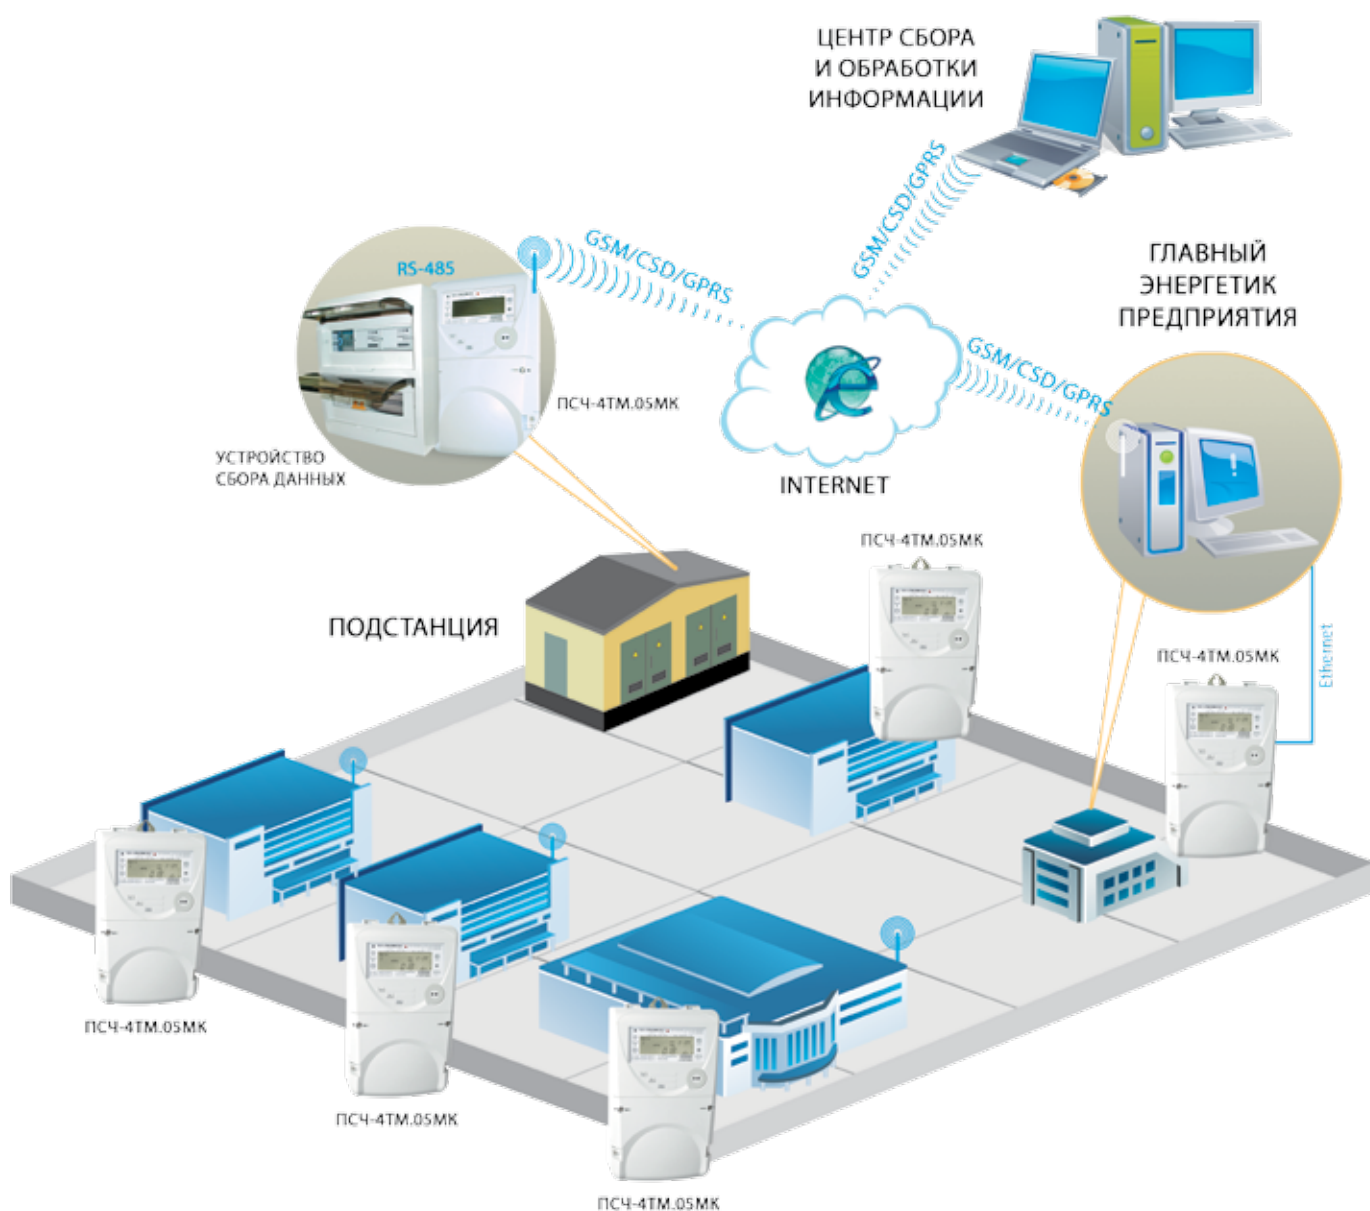 ЦЕНТР СБОРА
И ОБРАБОТКИ
ИНФОРМАЦИИ
GSM/CSD/GPRS
GSM/CSD/GPRS
RS-485
ГЛАВНЫЙ
ЭНЕРГЕТИК
ПРЕДПРИЯТИЯ
GSM/CSD/GPRS
ПСЧ-4ТМ.05МК
УСТРОЙСТВО
СБОРА ДАННЫХ
INTERNET
ПСЧ-4ТМ.05МК
ПОДСТАНЦИЯ
ПСЧ-4ТМ.05МК
Ethernet
ПСЧ-4ТМ.05МК
ПСЧ-4ТМ.05МК
ПСЧ-4ТМ.05МК